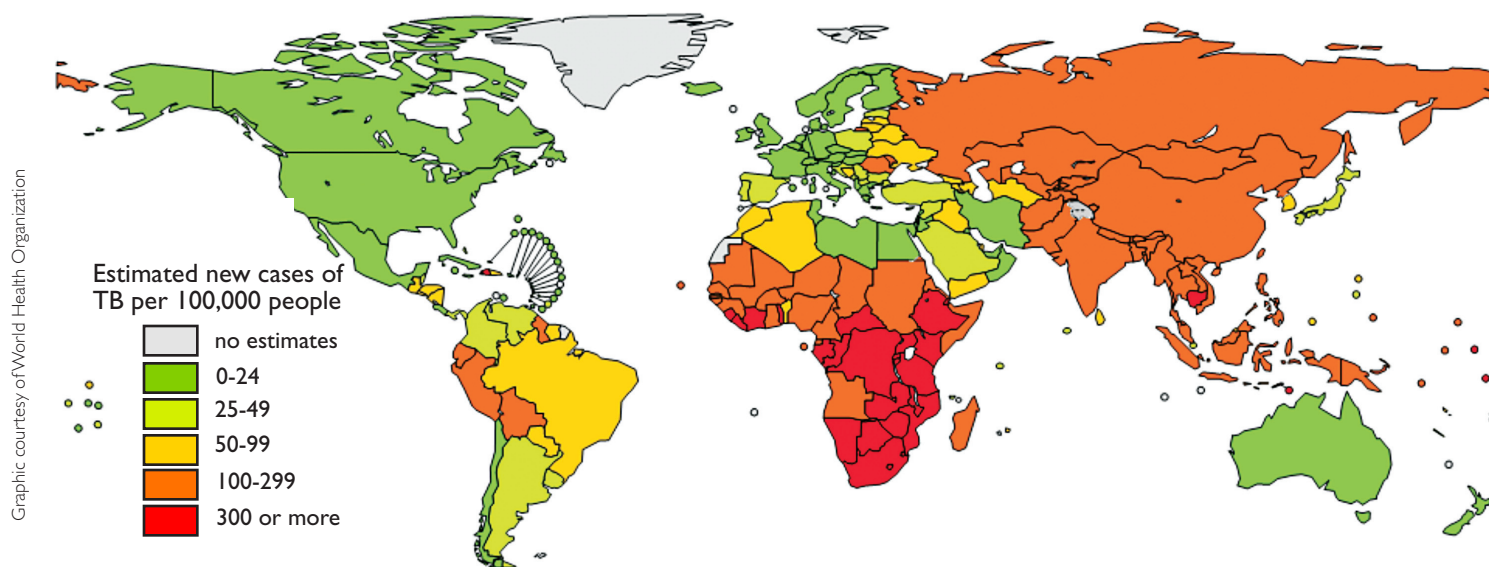 Graphic courtesy of World Health Organization
Estimated new cases of
TB per 100,000 people
no estimates
0-24
25-49
50-99
100-299
300 or more